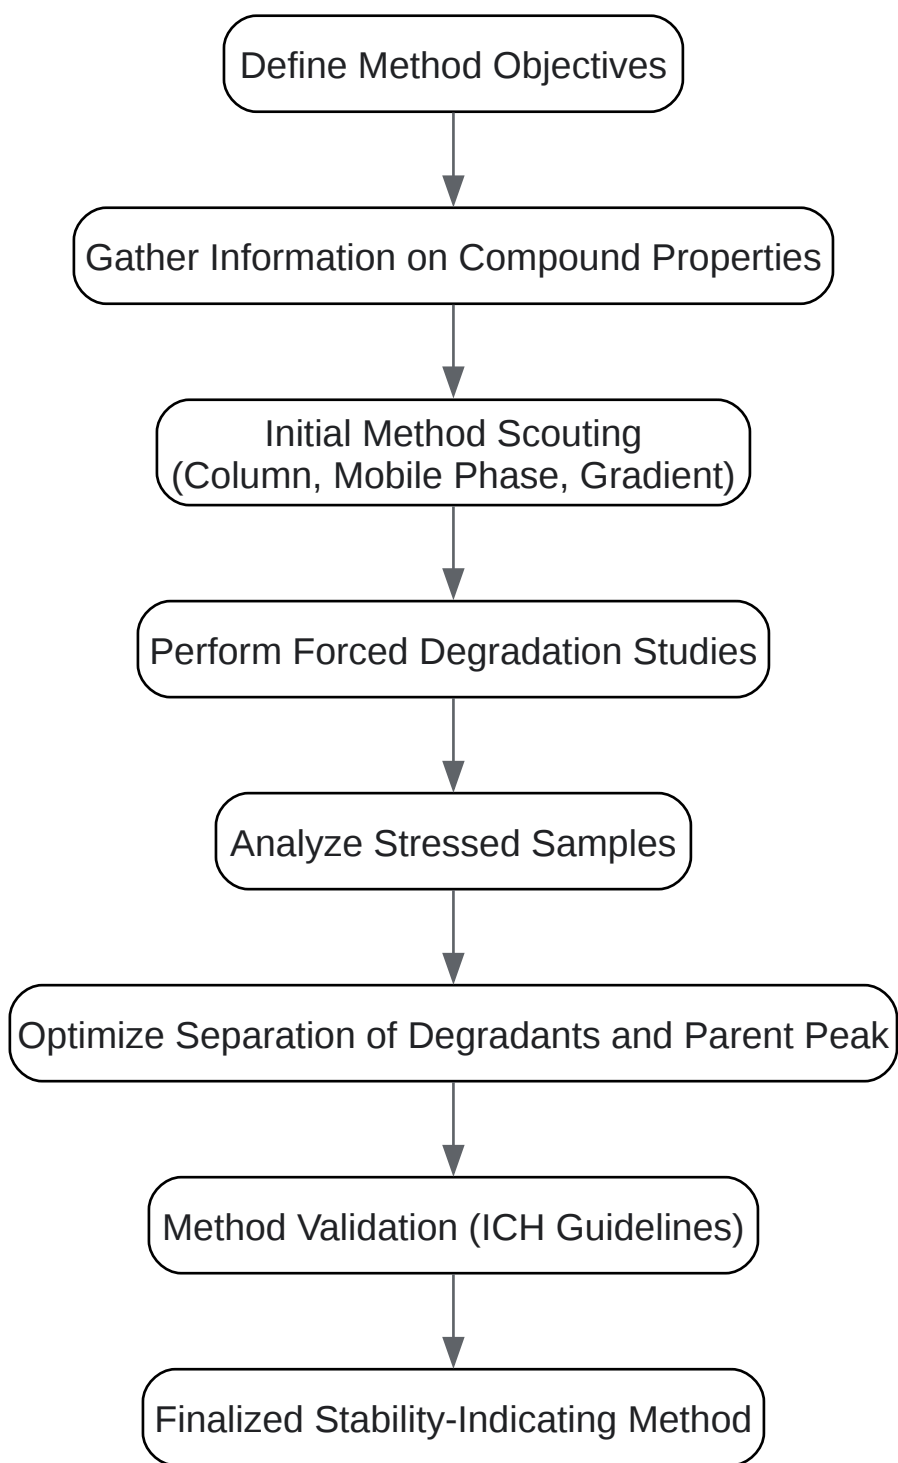 Define Method Objectives
Gather Information on Compound Properties
Initial Method Scouting
(Column, Mobile Phase, Gradient)
Perform Forced Degradation Studies
Analyze Stressed Samples
Optimize Separation of Degradants and Parent Peak
Method Validation (ICH Guidelines)
Finalized Stability-Indicating Method